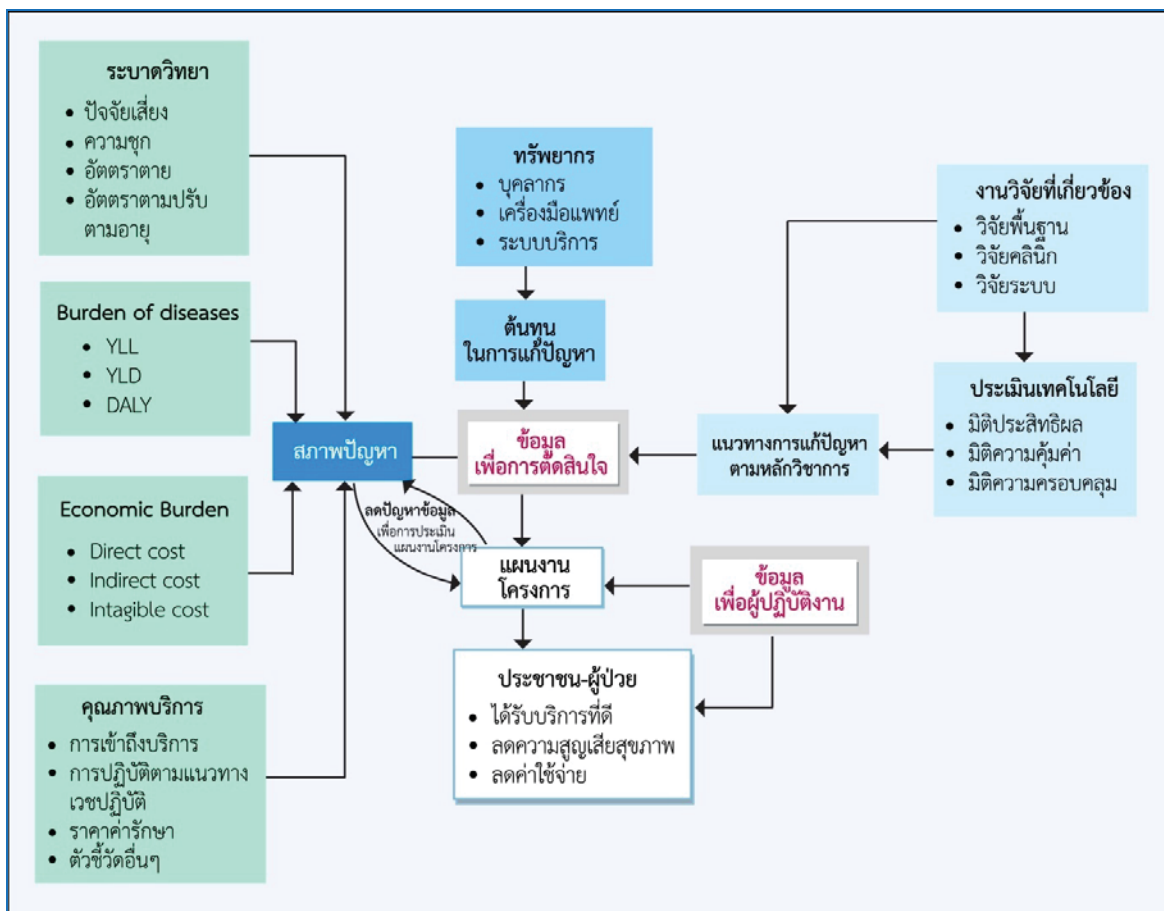 ระบาดวิทยา
• ปัจจัยเสี่ยง
• ความชุก
• อัตตราตาย
• อัตตราตามปรับ
ตามอายุ
Burden of diseases
• YLL
• YLD
• DALY
Economic Burden
• Direct cost
• Indirect cost
• Intagible cost
คุณภาพบริการ
• การเข้าถึงบริการ
• การปฏิบัติตามแนวทาง
เวชปฏิบัติ
• ราคาค่ารักษา
• ตัวชี้วัดอื่นๆ
สภาพปัญหา
ทรัพยากร
• บุคลากร
• เครื่องมือแพทย์
• ระบบบริการ
ต้นทุน
ในการแก้ปัญหา
ข้อมูล
เพื่อการตัดสินใจ
ลดปัญหาข้อมูล
เพื่อการประเมิน
แผนงานโครงการ
แผนงาน
โครงการ
ประชาชน-ผู้ป่วย
• ได้รับบริการที่ดี
• ลดความสูญเสียสุขภาพ
• ลดค่าใช้จ่าย
งานวิจัยที่เกี่ยวข้อง
• วิจัยพื้นฐาน
• วิจัยคลินิก
• วิจัยระบบ
ประเมินเทคโนโลยี
• มิติประสิทธิผล
• มิติความคุ้มค่า
• มิติความครอบคลุม
แนวทางการแก้ปัญหา
ตามหลักวิชาการ
ข้อมูล
เพื่อผู้ปฏิบัติงาน